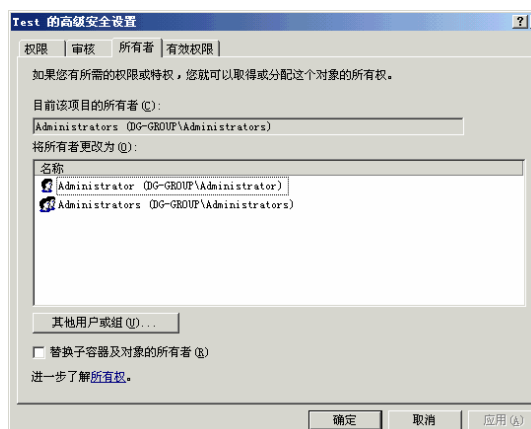 Test 的高级安全设置
权限 审核 所有者 有效权限
如果您有所需的权限或特权，您就可以取得或分配这个对象的所有权。
目前该项目的所有者(C):
Administrators (DG-GROUP\Administrators)
将所有者更改为(O):
名称
Administrator (DG-GROUP\Administrator)
Administrators (DG-GROUP\Administrators)
其他用户或组(U)...
替换子容器及对象的所有者(R)
进一步了解所有权。
确定 取消 应用(A)